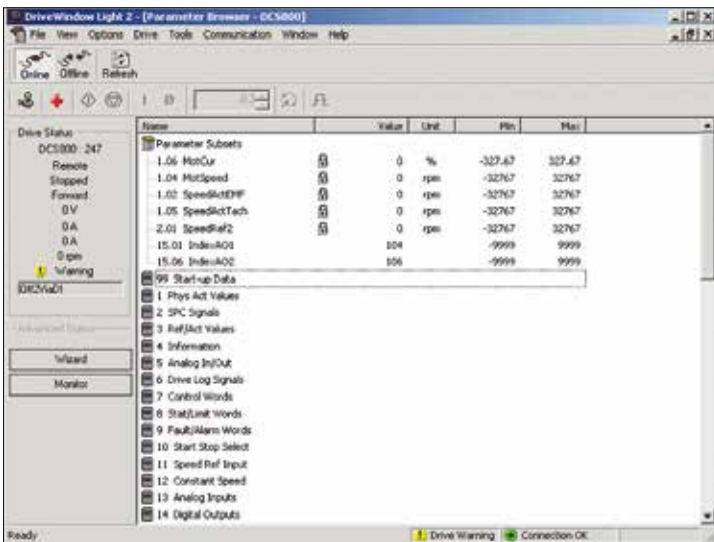 DriveWindow Light 2 - [Parameter Browser - DCS800]
File View Options Drive Tools Communication Window Help
Online Offline Refresh
Drive Status
DCS800 : 247
Remote
Stopped
Forward
0 V
0 A
0 A
0 rpm
Warning
Advanced Status
Wizard
Monitor
Name Value Unit Min Max
Parameter Subsets
1.06 MotCur 0 % -327.67 327.67
1.04 MotSpeed 0 rpm -32767 32767
1.02 SpeedActEMF 0 rpm -32767 32767
1.05 SpeedActTach 0 rpm -32767 32767
2.01 SpeedRef2 0 rpm -32767 32767
15.01 IndexAO1 104 -9999 9999
15.06 IndexAO2 106 -9999 9999
99 Start-up Data
1 Phys Act Values
2 SPC Signals
3 Ref/Act Values
4 Information
5 Analog In/Out
6 Drive Log Signals
7 Control Words
8 Stat/Limit Words
9 Fault/Alarm Words
10 Start Stop Select
11 Speed Ref Input
12 Constant Speed
13 Analog Inputs
14 Digital Outputs
Ready Drive Warning Connection OK